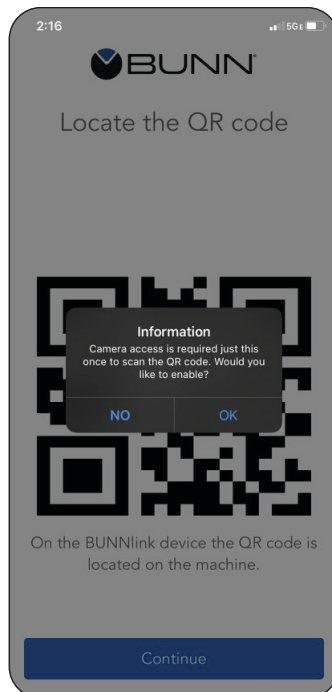 2:16
5GE
BUNN®
Locate the QR code
Information
Camera access is required just this
once to scan the QR code. Would you
like to enable?
NO
OK
On the BUNNlink device the QR code is
located on the machine.
Continue